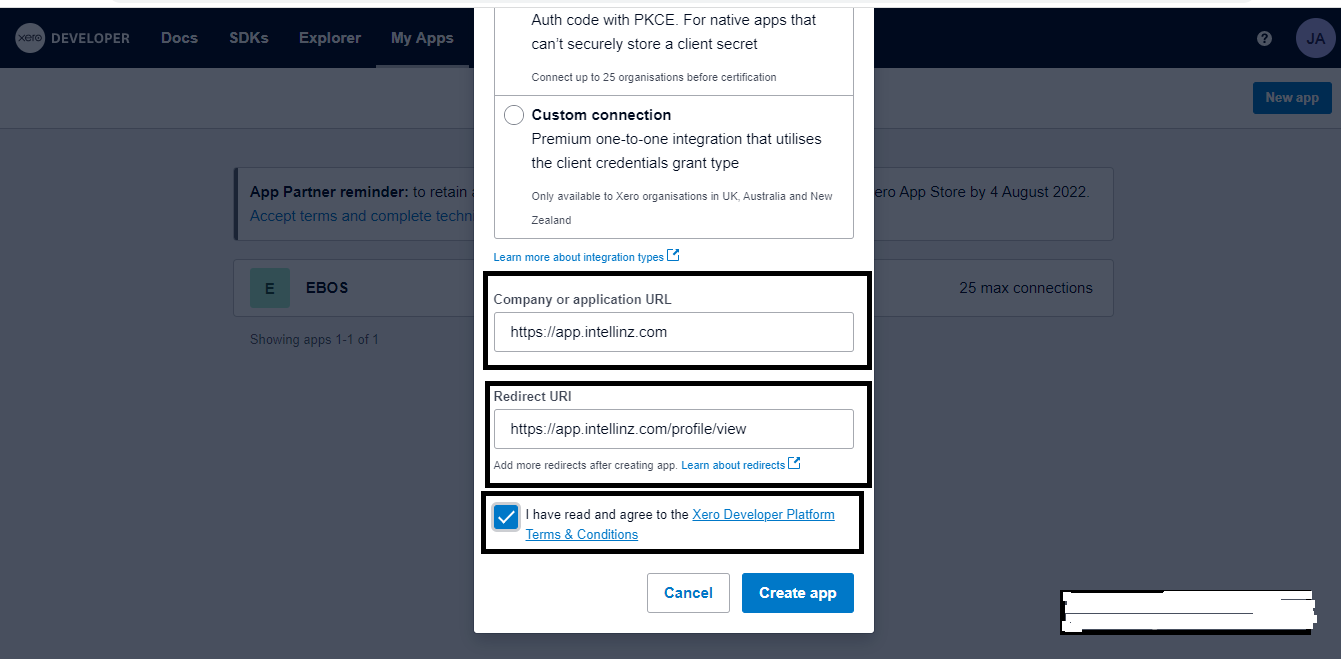 xero DEVELOPER Docs SDKs Explorer My Apps ? JA
New app
App Partner reminder: to retain
ero App Store by 4 August 2022.
Accept terms and complete techn
E EBOS
25 max connections
Showing apps 1-1 of 1
Auth code with PKCE. For native apps that
can't securely store a client secret
Connect up to 25 organisations before certification
Custom connection
Premium one-to-one integration that utilises
the client credentials grant type
Only available to Xero organisations in UK, Australia and New
Zealand
Learn more about integration types
Company or application URL
https://app.intellinz.com
Redirect URI
https://app.intellinz.com/profile/view
Add more redirects after creating app. Learn about redirects
I have read and agree to the Xero Developer Platform
Terms & Conditions
Cancel Create app